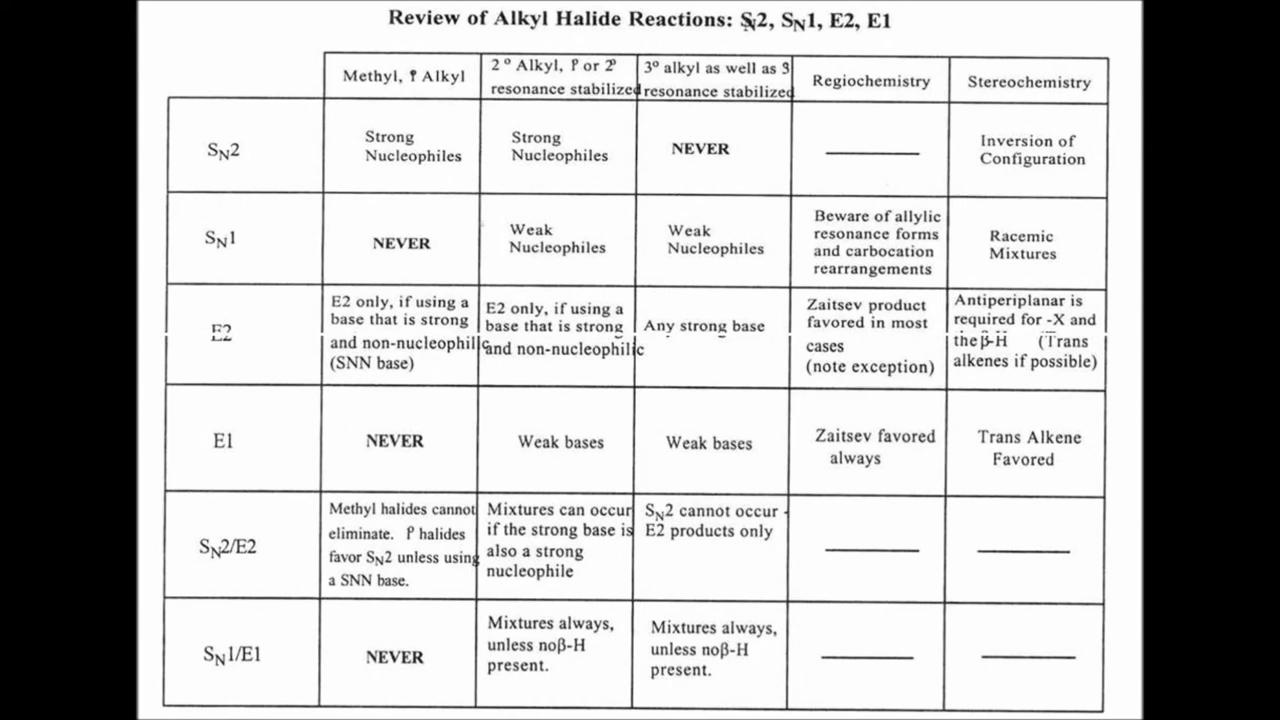 Review of Alkyl Halide Reactions: SN2, SN1, E2, E1
Methyl, 1° Alkyl
2° Alkyl, 1° or 2°
resonance stabilized
3° alkyl as well as 3
resonance stabilized
Regiochemistry
Stereochemistry
SN2
Strong
Nucleophiles
Strong
Nucleophiles
NEVER
Inversion of
Configuration
SN1
NEVER
Weak
Nucleophiles
Weak
Nucleophiles
Beware of allylic
resonance forms
and carbocation
rearrangements
Racemic
Mixtures
E2
E2 only, if using a
base that is strong
and non-nucleophilic
(SNN base)
E2 only, if using a
base that is strong
and non-nucleophilic
Any strong base
Zaitsev product
favored in most
cases
(note exception)
Antiperiplanar is
required for -X and
the β-H (Trans
alkenes if possible)
E1
NEVER
Weak bases
Weak bases
Zaitsev favored
always
Trans Alkene
Favored
SN2/E2
Methyl halides cannot
eliminate. 1° halides
favor SN2 unless using
a SNN base.
Mixtures can occur
if the strong base is
also a strong
nucleophile
SN2 cannot occur -
E2 products only
SN1/E1
NEVER
Mixtures always,
unless noβ-H
present.
Mixtures always,
unless noβ-H
present.